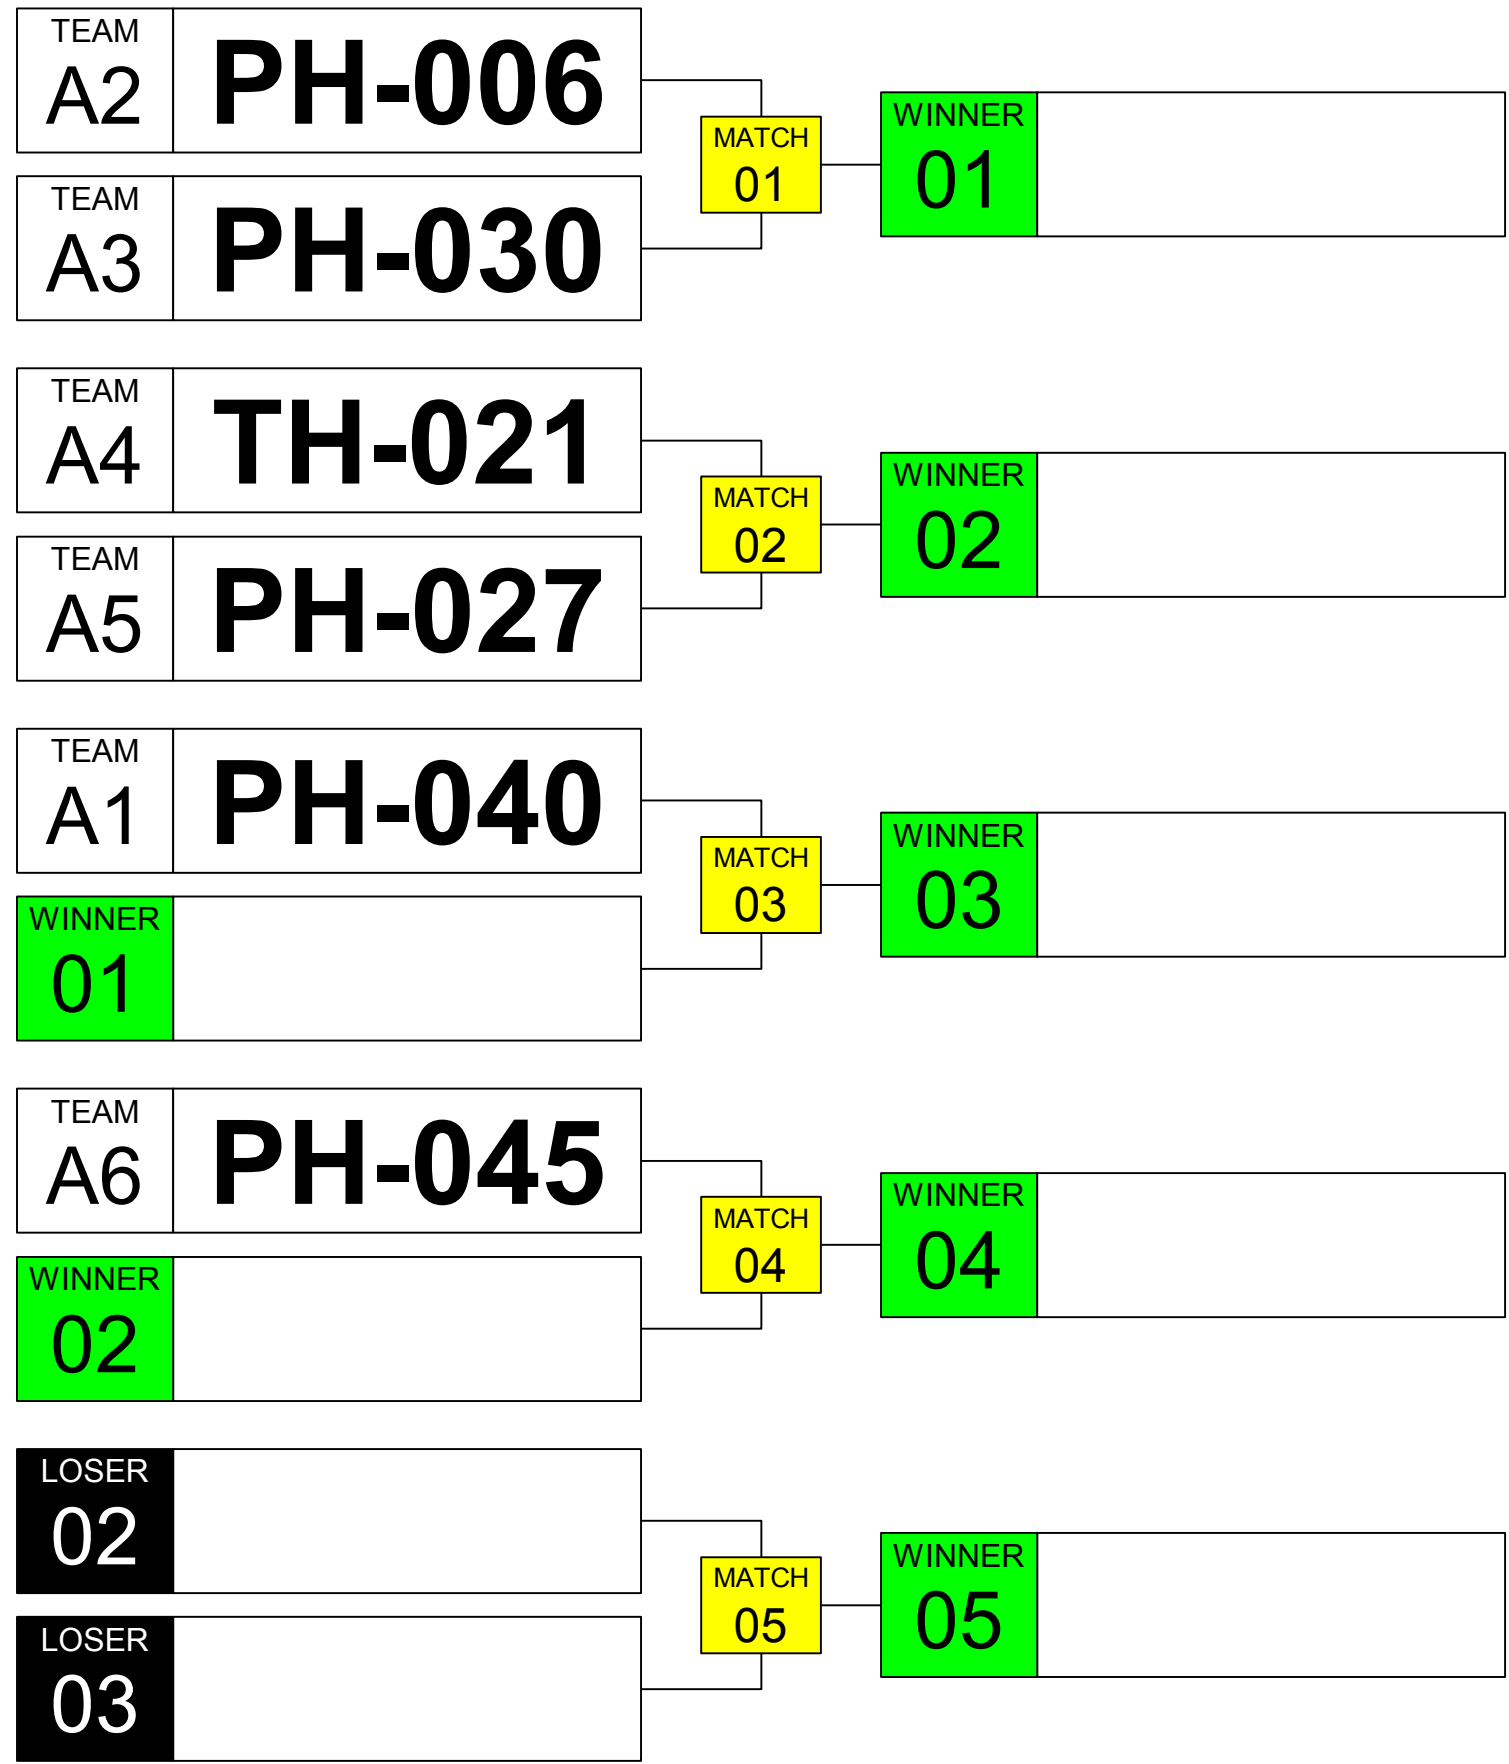 TEAM
A2
PH-006
MATCH
01
WINNER
01
TEAM
A3
PH-030
TEAM
A4
TH-021
MATCH
02
WINNER
02
TEAM
A5
PH-027
TEAM
A1
PH-040
MATCH
03
WINNER
03
WINNER
01
TEAM
A6
PH-045
MATCH
04
WINNER
04
WINNER
02
LOSER
02
MATCH
05
WINNER
05
LOSER
03